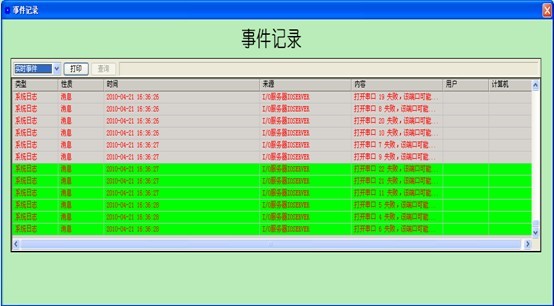 事件记录
事件记录
实时事件 打印 查询
类型 性质 时间 来源 内容 用户 计算机
系统日志 消息 2010-04-21 16:36:26 I/O服务器IOSERVER 打开串口 19 失败，该端口可能...
系统日志 消息 2010-04-21 16:36:26 I/O服务器IOSERVER 打开串口 8 失败，该端口可能...
系统日志 消息 2010-04-21 16:36:26 I/O服务器IOSERVER 打开串口 20 失败，该端口可能...
系统日志 消息 2010-04-21 16:36:26 I/O服务器IOSERVER 打开串口 10 失败，该端口可能...
系统日志 消息 2010-04-21 16:36:27 I/O服务器IOSERVER 打开串口 7 失败，该端口可能...
系统日志 消息 2010-04-21 16:36:27 I/O服务器IOSERVER 打开串口 9 失败，该端口可能...
系统日志 消息 2010-04-21 16:36:27 I/O服务器IOSERVER 打开串口 22 失败，该端口可能...
系统日志 消息 2010-04-21 16:36:27 I/O服务器IOSERVER 打开串口 21 失败，该端口可能...
系统日志 消息 2010-04-21 16:36:27 I/O服务器IOSERVER 打开串口 11 失败，该端口可能...
系统日志 消息 2010-04-21 16:36:27 I/O服务器IOSERVER 打开串口 5 失败，该端口可能...
系统日志 消息 2010-04-21 16:36:27 I/O服务器IOSERVER 打开串口 4 失败，该端口可能...
系统日志 消息 2010-04-21 16:36:27 I/O服务器IOSERVER 打开串口 6 失败，该端口可能...